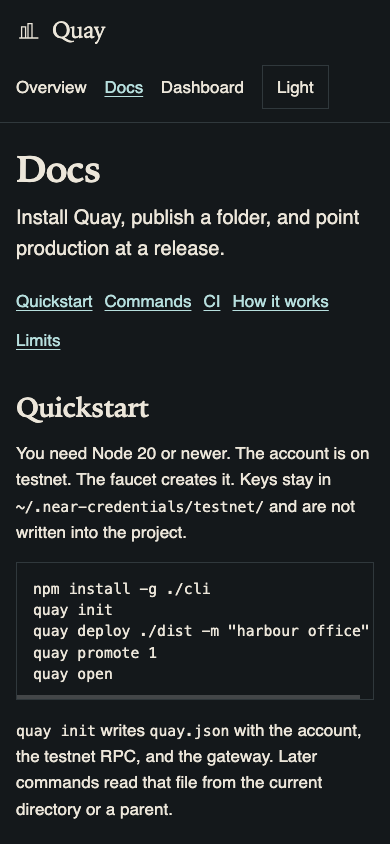 Quay
Overview Docs Dashboard Light
Docs
Install Quay, publish a folder, and point
production at a release.
Quickstart Commands CI How it works
Limits
Quickstart
You need Node 20 or newer. The account is on
testnet. The faucet creates it. Keys stay in
~/.near-credentials/testnet/ and are not
written into the project.
npm install -g ./cli
quay init
quay deploy ./dist -m "harbour office"
quay promote 1
quay open
quay init writes quay.json with the account,
the testnet RPC, and the gateway. Later
commands read that file from the current
directory or a parent.